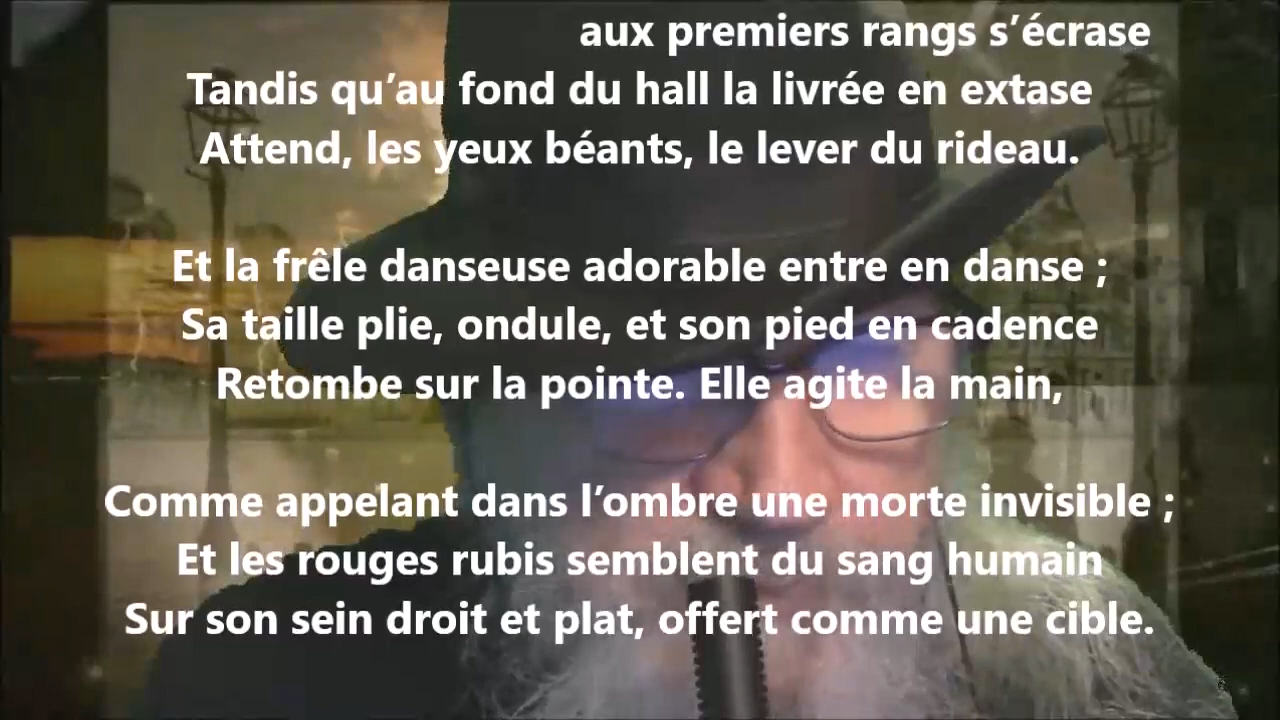 aux premiers rangs s’écrase
Tandis qu’au fond du hall la livrée en extase
Attend, les yeux béants, le lever du rideau.
Et la frêle danseuse adorable entre en danse ;
Sa taille plie, ondule, et son pied en cadence
Retombe sur la pointe. Elle agite la main,
Comme appelant dans l’ombre une morte invisible ;
Et les rouges rubis semblent du sang humain
Sur son sein droit et plat, offert comme une cible.